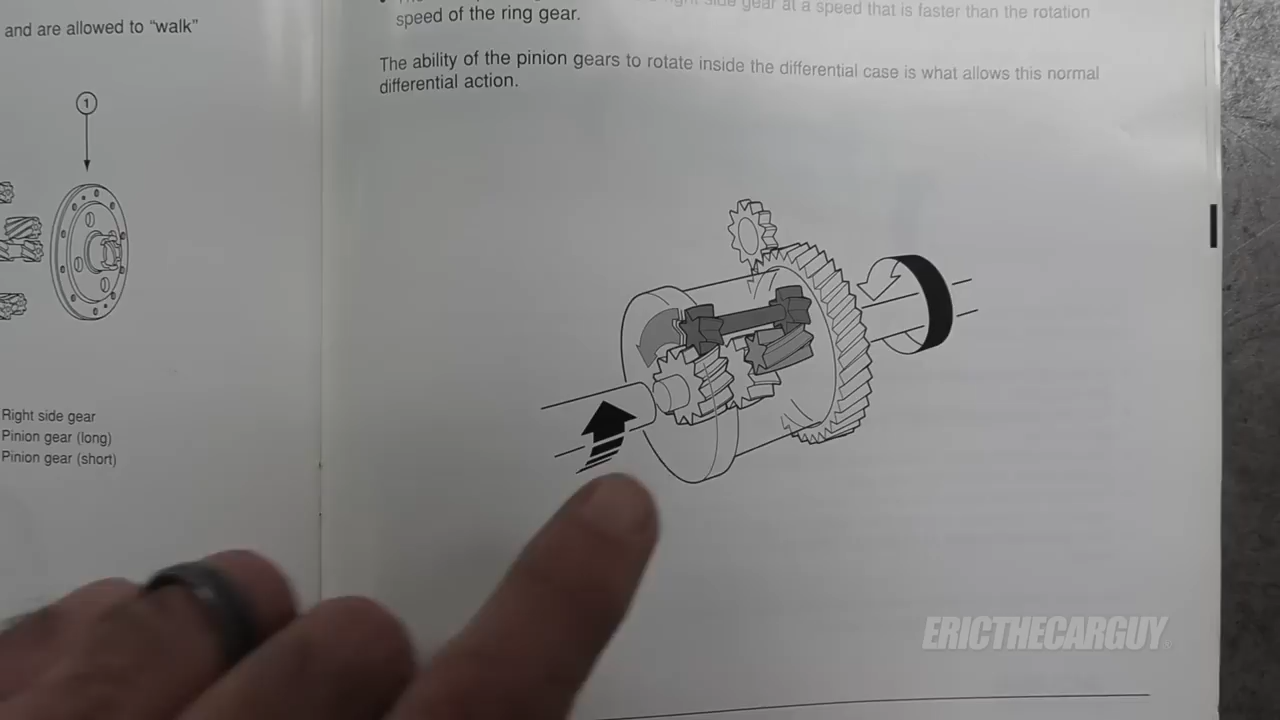 and are allowed to “walk”
1
Right side gear
Pinion gear (long)
Pinion gear (short)
side gear at a speed that is faster than the rotation
speed of the ring gear.
The ability of the pinion gears to rotate inside the differential case is what allows this normal
differential action.
ERICTHECARGUY